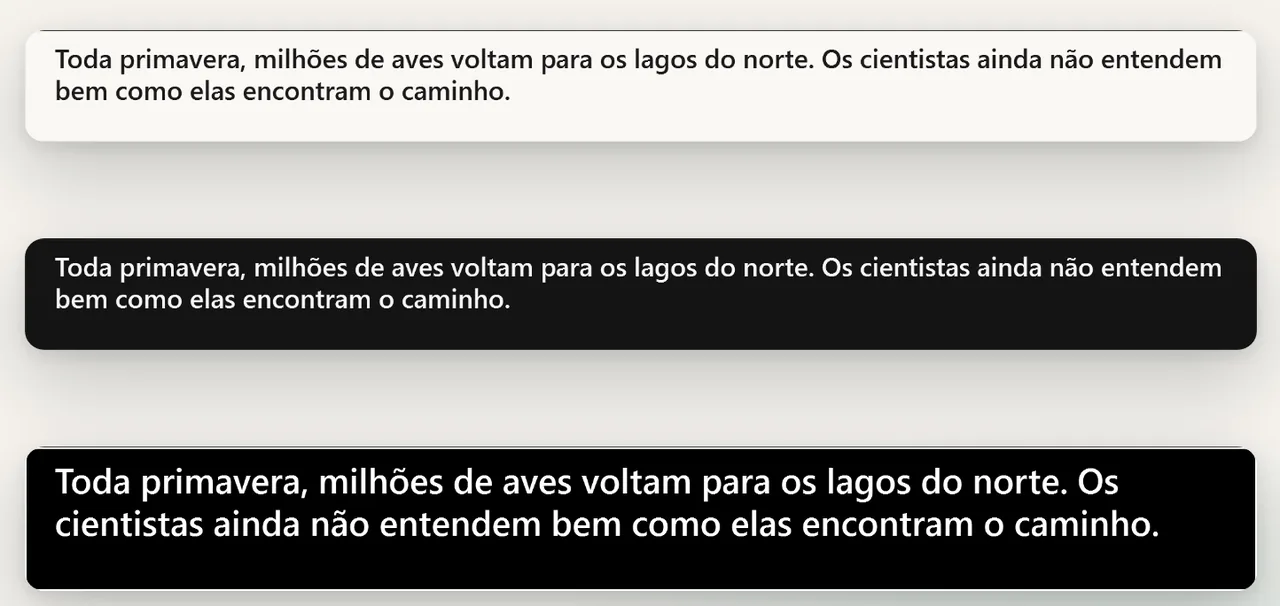 Toda primavera, milhões de aves voltam para os lagos do norte. Os cientistas ainda não entendem
bem como elas encontram o caminho.
Toda primavera, milhões de aves voltam para os lagos do norte. Os cientistas ainda não entendem
bem como elas encontram o caminho.
Toda primavera, milhões de aves voltam para os lagos do norte. Os
cientistas ainda não entendem bem como elas encontram o caminho.